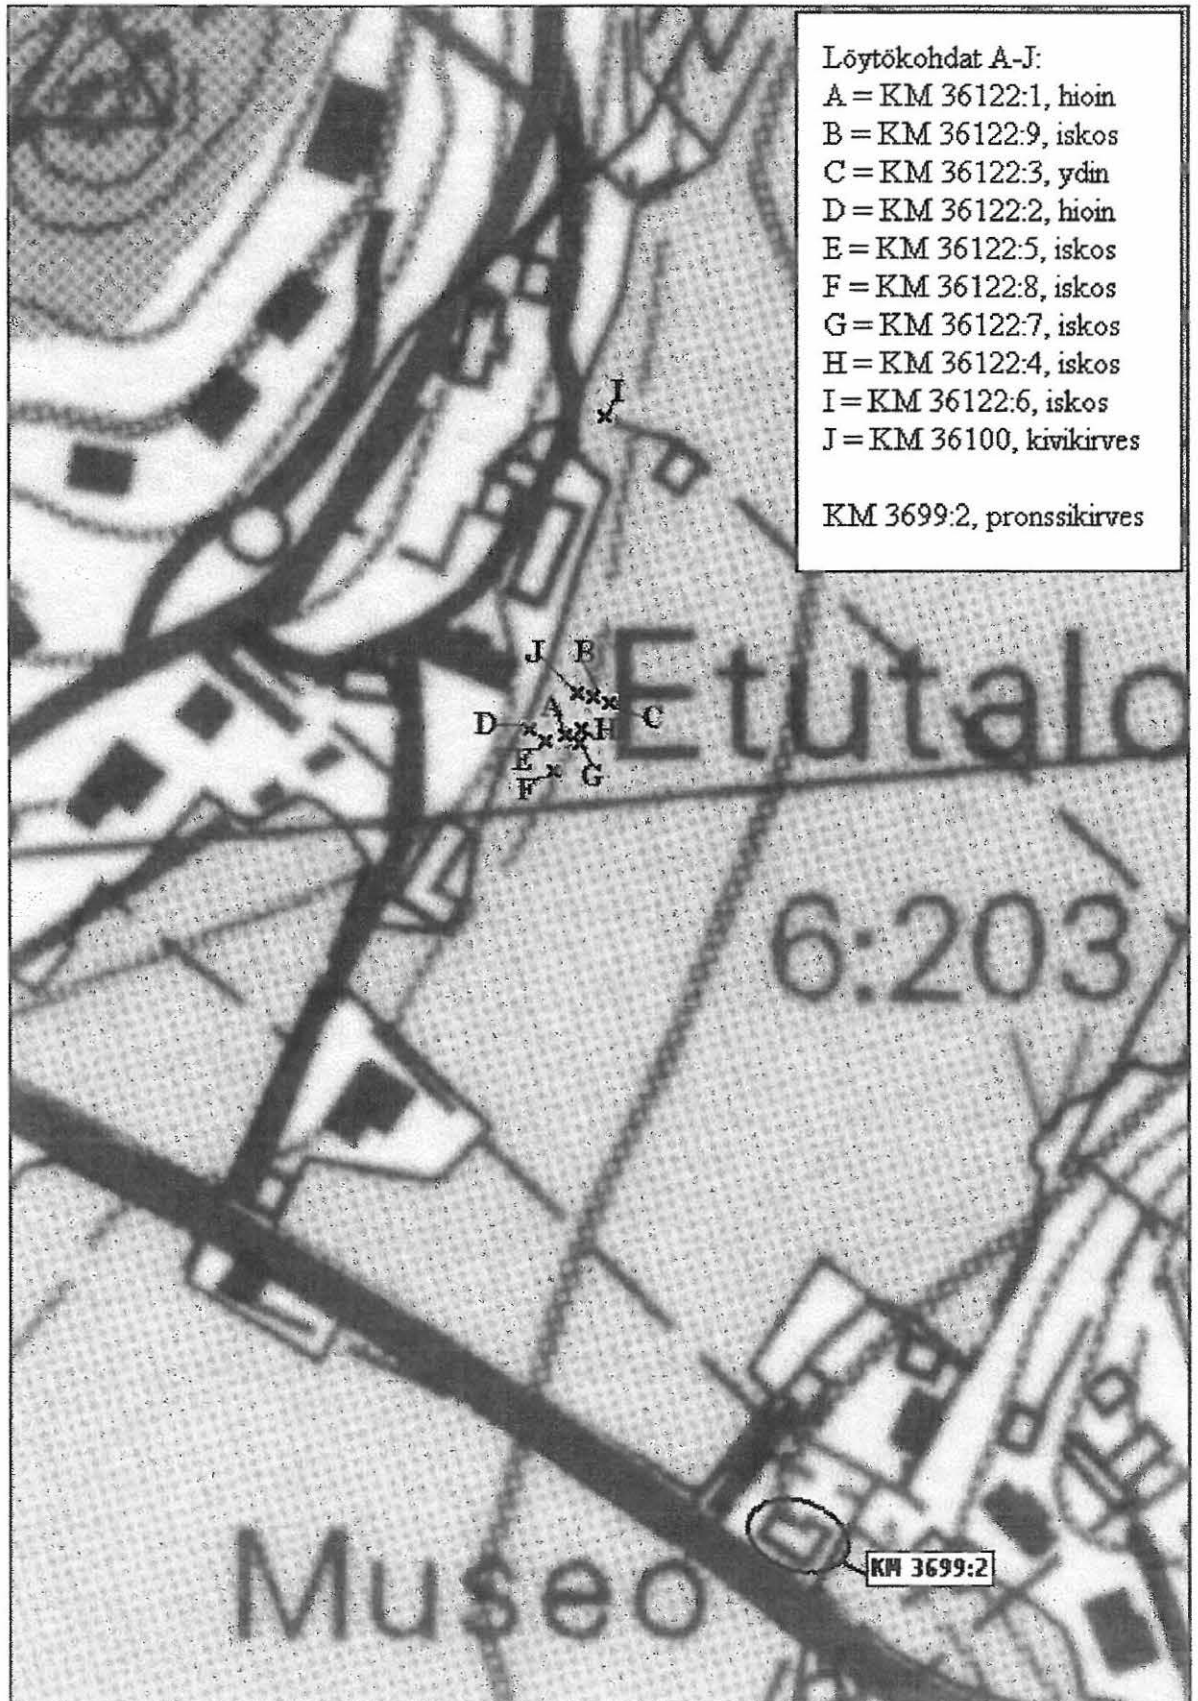 Löytökohdat A-J:
A = KM 36122:1, hioin
B = KM 36122:9, iskos
C = KM 36122:3, ydin
D = KM 36122:2, hioin
E = KM 36122:5, iskos
F = KM 36122:8, iskos
G = KM 36122:7, iskos
H = KM 36122:4, iskos
I = KM 36122:6, iskos
J = KM 36100, kivikirves
KM 3699:2, pronssikirves
I
J B
Etutalo
A
D H C
E
F G
6:203
Museo
KM 3699:2